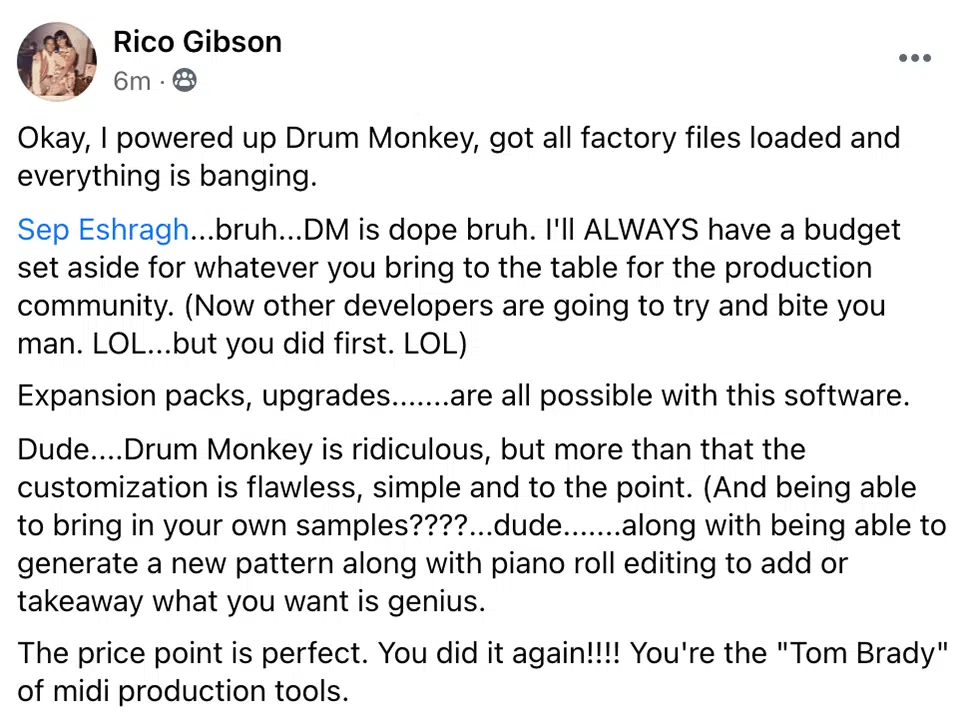 Rico Gibson
6m ·
Okay, I powered up Drum Monkey, got all factory files loaded and
everything is banging.
Sep Eshragh...bruh...DM is dope bruh. I'll ALWAYS have a budget
set aside for whatever you bring to the table for the production
community. (Now other developers are going to try and bite you
man. LOL...but you did first. LOL)
Expansion packs, upgrades.......are all possible with this software.
Dude....Drum Monkey is ridiculous, but more than that the
customization is flawless, simple and to the point. (And being able
to bring in your own samples????...dude.......along with being able to
generate a new pattern along with piano roll editing to add or
takeaway what you want is genius.
The price point is perfect. You did it again!!!! You're the "Tom Brady"
of midi production tools.